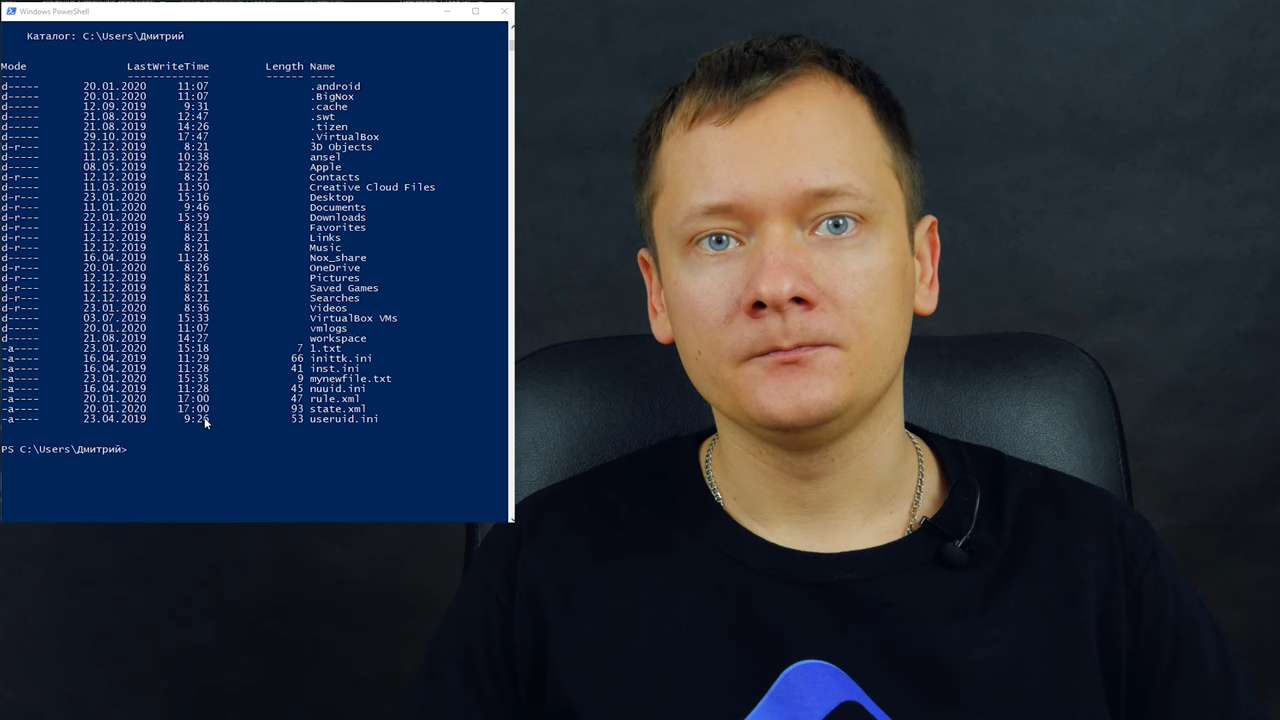 Windows PowerShell
Каталог: C:\Users\Дмитрий
Mode LastWriteTime Length Name
---- ------------- ------ ----
d----- 20.01.2020 11:07 .android
d----- 20.01.2020 11:07 .BigNox
d----- 12.09.2019 9:31 .cache
d----- 21.08.2019 12:47 .swt
d----- 21.08.2019 14:26 .tizen
d----- 29.10.2019 17:47 .VirtualBox
d-r--- 12.12.2019 8:21 3D Objects
d----- 11.03.2019 10:38 ansel
d----- 08.05.2019 12:26 Apple
d-r--- 12.12.2019 8:21 Contacts
d----- 11.03.2019 11:50 Creative Cloud Files
d-r--- 23.01.2020 15:16 Desktop
d-r--- 11.01.2020 9:46 Documents
d-r--- 22.01.2020 15:59 Downloads
d-r--- 12.12.2019 8:21 Favorites
d-r--- 12.12.2019 8:21 Links
d-r--- 12.12.2019 8:21 Music
d----- 16.04.2019 11:28 Nox_share
d-r--- 20.01.2020 8:26 OneDrive
d-r--- 12.12.2019 8:21 Pictures
d-r--- 12.12.2019 8:21 Saved Games
d-r--- 12.12.2019 8:21 Searches
d-r--- 23.01.2020 8:36 Videos
d----- 03.07.2019 15:33 VirtualBox VMs
d----- 20.01.2020 11:07 vmlogs
d----- 21.08.2019 14:27 workspace
-a---- 23.01.2020 15:18 7 1.txt
-a---- 16.04.2019 11:29 66 inittk.ini
-a---- 16.04.2019 11:28 41 inst.ini
-a---- 23.01.2020 15:35 9 mynewfile.txt
-a---- 16.04.2019 11:28 45 nuuid.ini
-a---- 20.01.2020 17:00 47 rule.xml
-a---- 20.01.2020 17:00 93 state.xml
-a---- 23.04.2019 9:26 53 useruid.ini
PS C:\Users\Дмитрий>